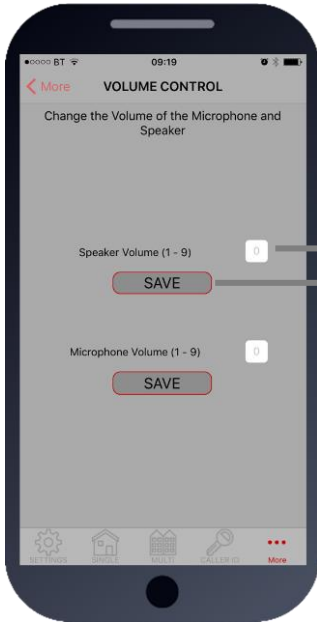 BT 09:19
More VOLUME CONTROL
Change the Volume of the Microphone and
Speaker
Speaker Volume (1 - 9) 0
SAVE
Microphone Volume (1 - 9) 0
SAVE
SETTINGS SINGLE MULTI CALLER ID More